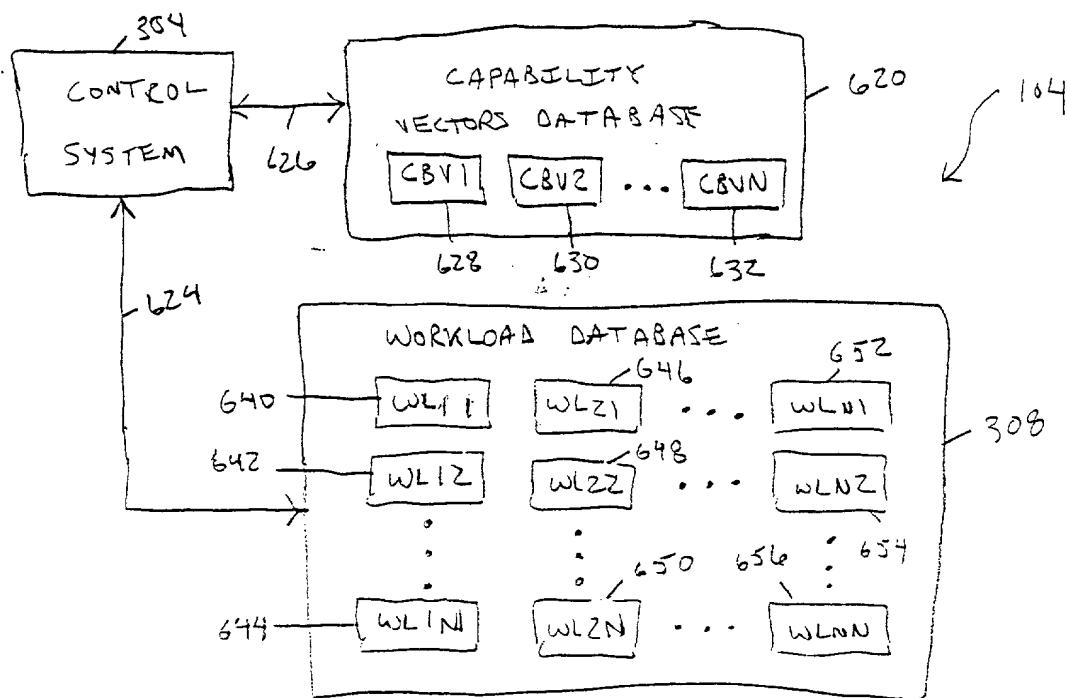 304
CONTROL
SYSTEM
626
CAPABILITY
VECTORS DATABASE
CBV1 CBV2 ... CBVN
620
104
628 630 632
624
WORKLOAD DATABASE
640 WL11 646 WL21 ... 652 WLN1
308
642 WL12 648 WL22 ... WLN2
654
644 WL1N 650 WL2N ... 656 WLNN